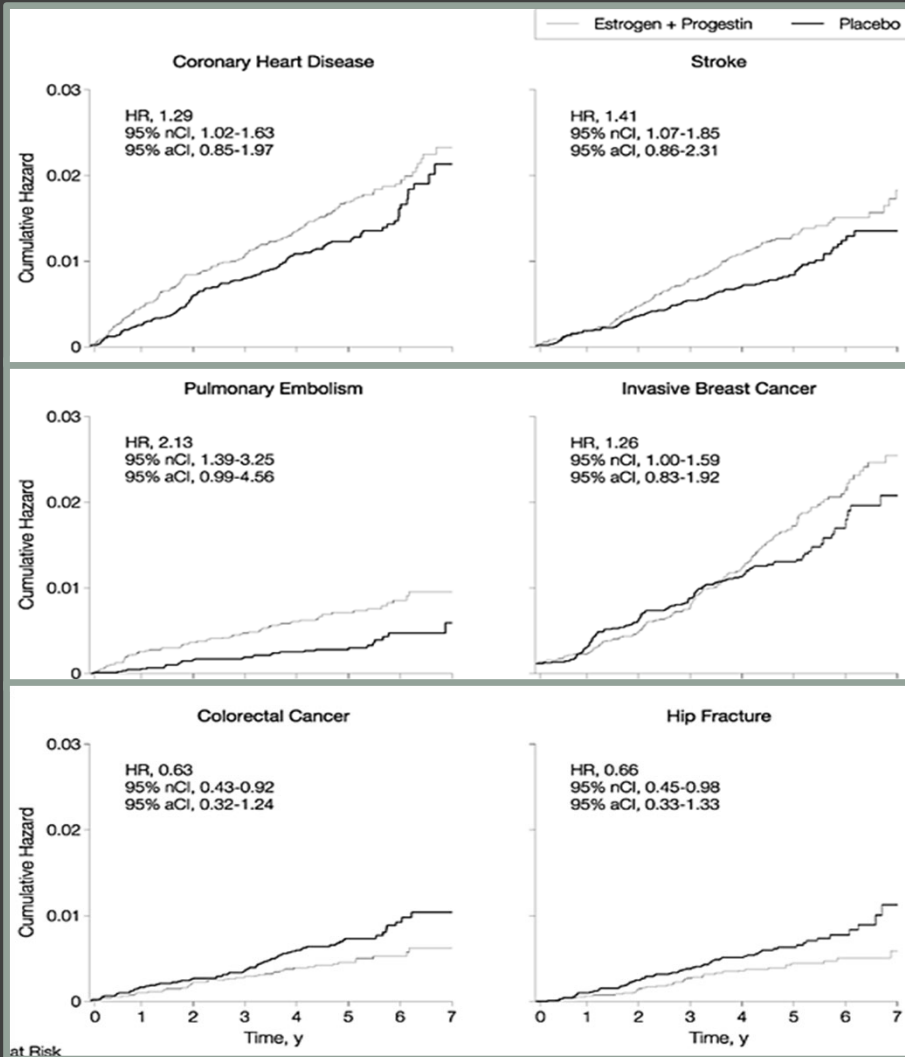 Estrogen + Progestin Placebo
Coronary Heart Disease
0.03
0.02
0.01
0
Cumulative Hazard
HR, 1.29
95% nCI, 1.02-1.63
95% aCI, 0.85-1.97
Stroke
HR, 1.41
95% nCI, 1.07-1.85
95% aCI, 0.86-2.31
Pulmonary Embolism
0.03
0.02
0.01
0
Cumulative Hazard
HR, 2.13
95% nCI, 1.39-3.25
95% aCI, 0.99-4.56
Invasive Breast Cancer
HR, 1.26
95% nCI, 1.00-1.59
95% aCI, 0.83-1.92
Colorectal Cancer
0.03
0.02
0.01
0
Cumulative Hazard
HR, 0.63
95% nCI, 0.43-0.92
95% aCI, 0.32-1.24
0 1 2 3 4 5 6 7
Time, y
Hip Fracture
HR, 0.66
95% nCI, 0.45-0.98
95% aCI, 0.33-1.33
0 1 2 3 4 5 6 7
Time, y
at Risk